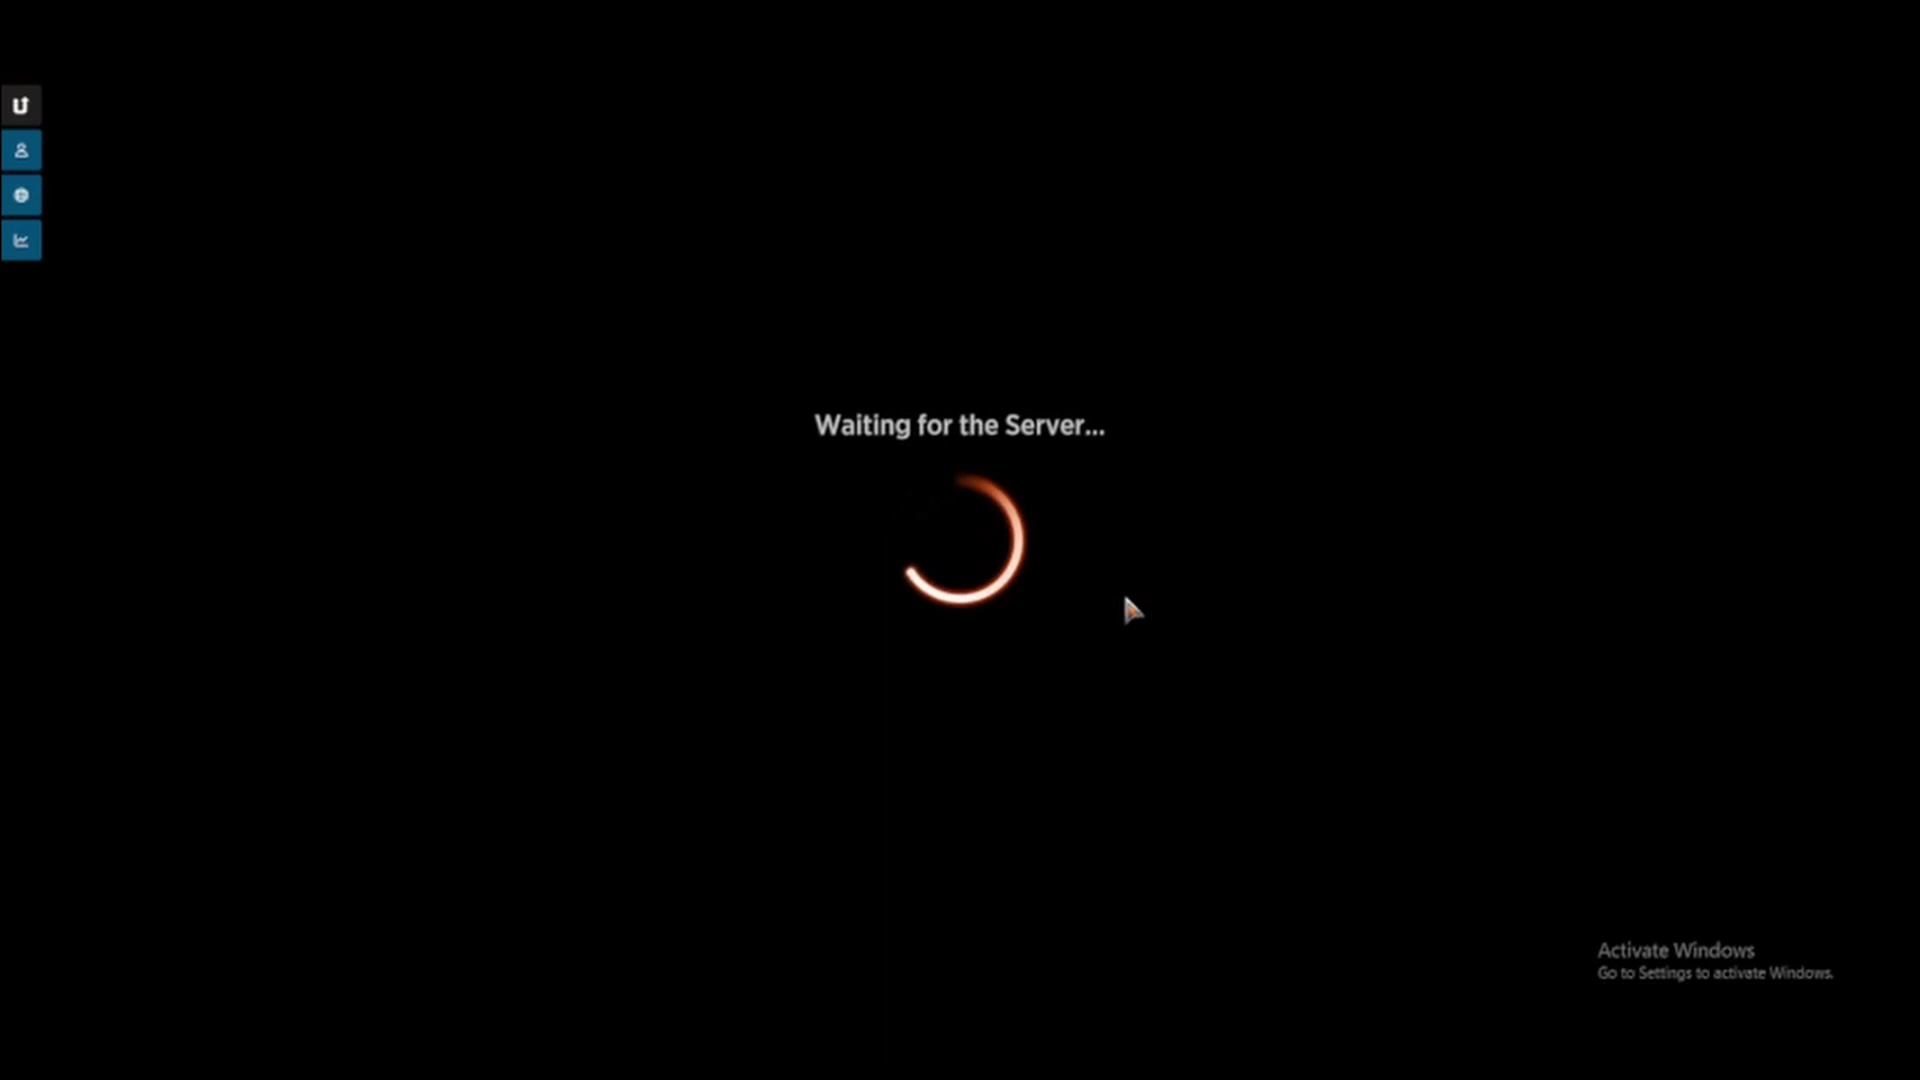 Waiting for the Server...
Activate Windows
Go to Settings to activate Windows.